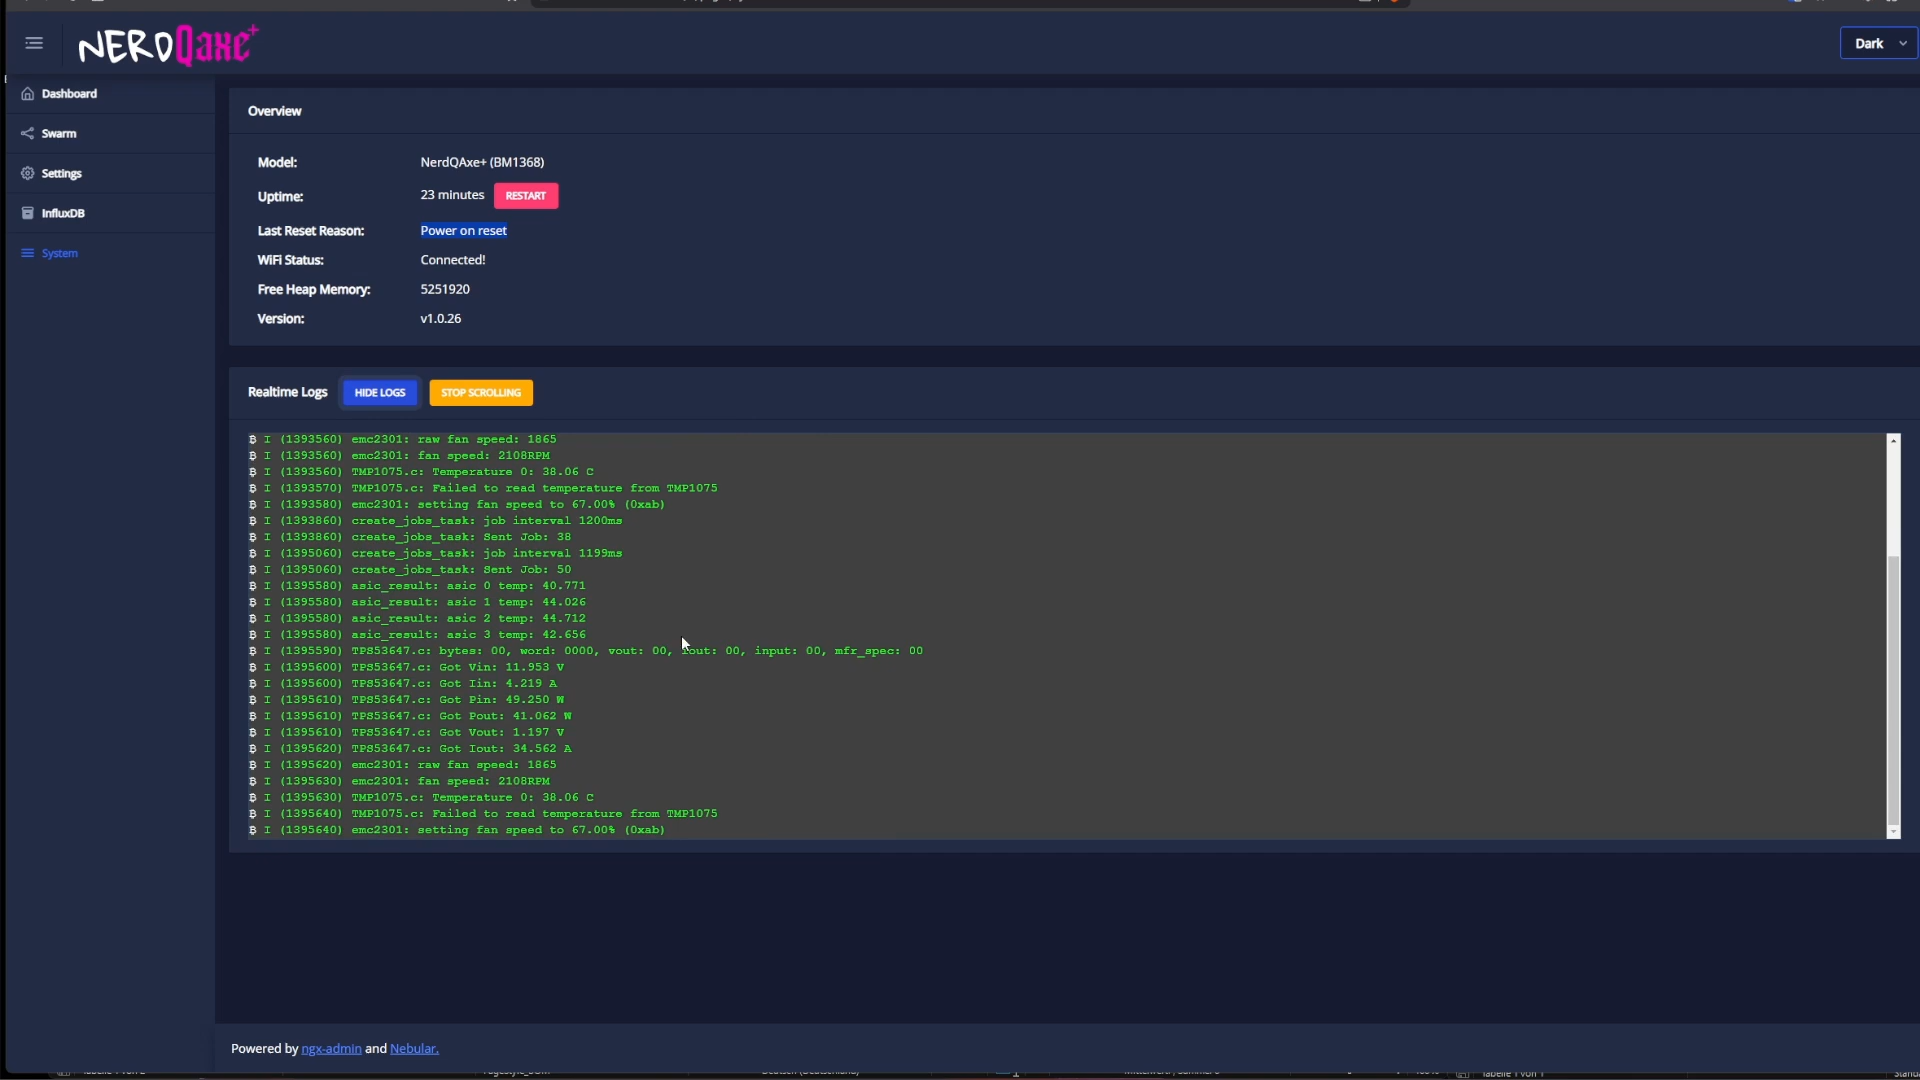 NERDQaxe+
Dark
Dashboard
Swarm
Settings
InfluxDB
System
Overview
Model: NerdQAxe+ (BM1368)
Uptime: 23 minutes RESTART
Last Reset Reason: Power on reset
WiFi Status: Connected!
Free Heap Memory: 5251920
Version: v1.0.26
Realtime Logs HIDE LOGS STOP SCROLLING
₿ I (1393560) emc2301: raw fan speed: 1865
₿ I (1393560) emc2301: fan speed: 2108RPM
₿ I (1393560) TMP1075.c: Temperature 0: 38.06 C
₿ I (1393570) TMP1075.c: Failed to read temperature from TMP1075
₿ I (1393580) emc2301: setting fan speed to 67.00% (0xab)
₿ I (1393860) create_jobs_task: job interval 1200ms
₿ I (1393860) create_jobs_task: Sent Job: 38
₿ I (1395060) create_jobs_task: job interval 1199ms
₿ I (1395060) create_jobs_task: Sent Job: 50
₿ I (1395580) asic_result: asic 0 temp: 40.771
₿ I (1395580) asic_result: asic 1 temp: 44.026
₿ I (1395580) asic_result: asic 2 temp: 44.712
₿ I (1395580) asic_result: asic 3 temp: 42.656
₿ I (1395590) TPS53647.c: bytes: 00, word: 0000, vout: 00, iout: 00, input: 00, mfr_spec: 00
₿ I (1395600) TPS53647.c: Got Vin: 11.953 V
₿ I (1395600) TPS53647.c: Got Iin: 4.219 A
₿ I (1395610) TPS53647.c: Got Pin: 49.250 W
₿ I (1395610) TPS53647.c: Got Pout: 41.062 W
₿ I (1395610) TPS53647.c: Got Vout: 1.197 V
₿ I (1395620) TPS53647.c: Got Iout: 34.562 A
₿ I (1395620) emc2301: raw fan speed: 1865
₿ I (1395630) emc2301: fan speed: 2108RPM
₿ I (1395630) TMP1075.c: Temperature 0: 38.06 C
₿ I (1395640) TMP1075.c: Failed to read temperature from TMP1075
₿ I (1395640) emc2301: setting fan speed to 67.00% (0xab)
Powered by ngx-admin and Nebular.